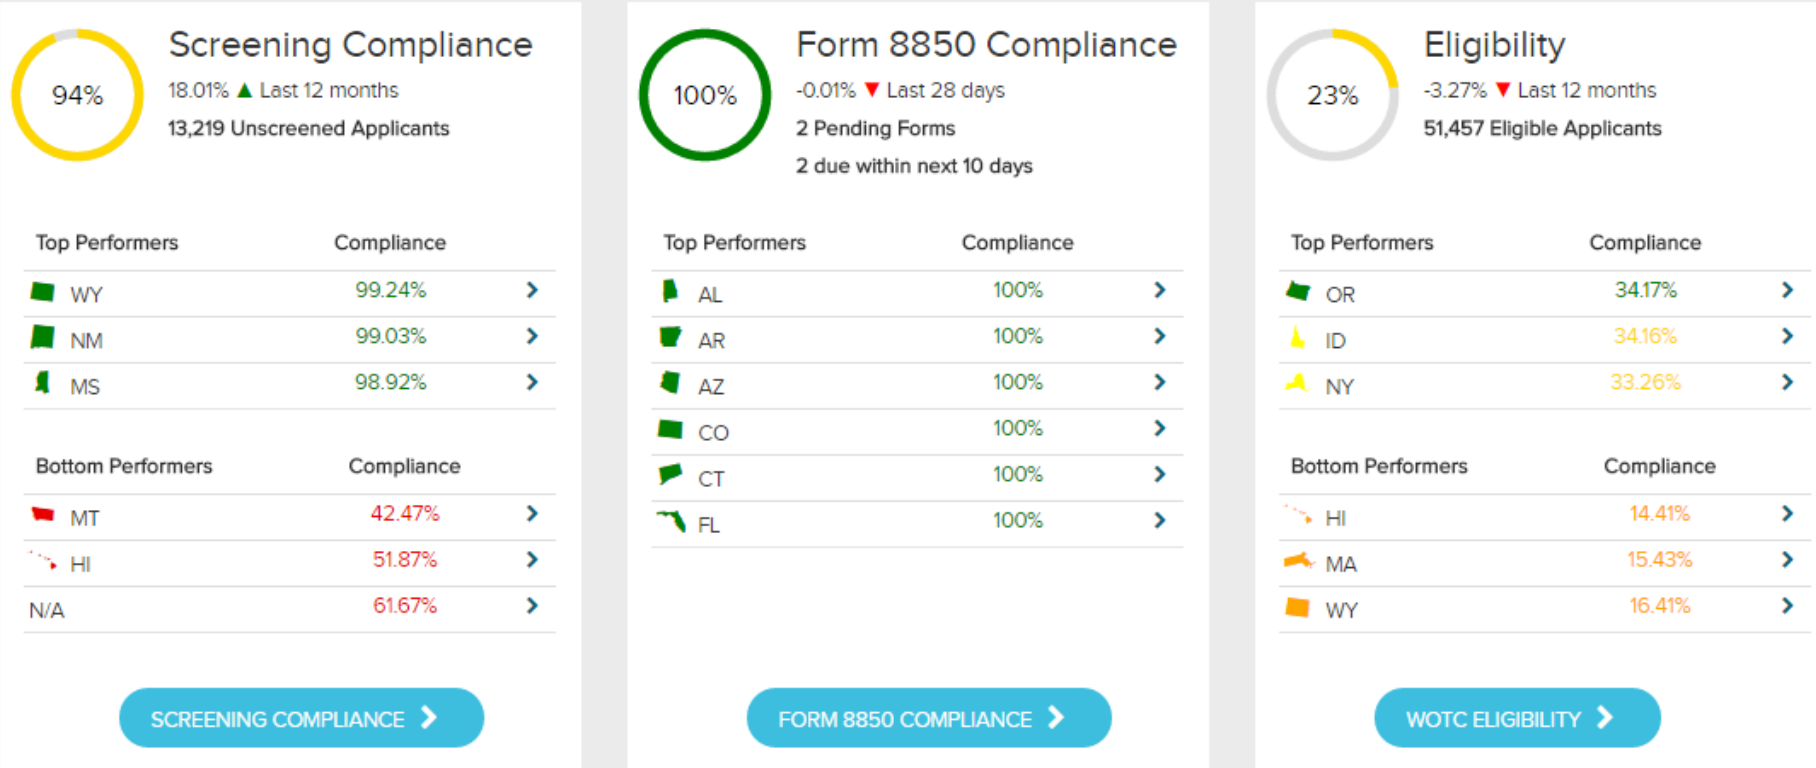 94%
Screening Compliance
18.01% ▲ Last 12 months
13,219 Unscreened Applicants
Top Performers Compliance
WY 99.24%
NM 99.03%
MS 98.92%
Bottom Performers Compliance
MT 42.47%
HI 51.87%
N/A 61.67%
SCREENING COMPLIANCE
100%
Form 8850 Compliance
-0.01% ▼ Last 28 days
2 Pending Forms
2 due within next 10 days
Top Performers Compliance
AL 100%
AR 100%
AZ 100%
CO 100%
CT 100%
FL 100%
FORM 8850 COMPLIANCE
23%
Eligibility
-3.27% ▼ Last 12 months
51,457 Eligible Applicants
Top Performers Compliance
OR 34.17%
ID 34.16%
NY 33.26%
Bottom Performers Compliance
HI 14.41%
MA 15.43%
WY 16.41%
WOTC ELIGIBILITY